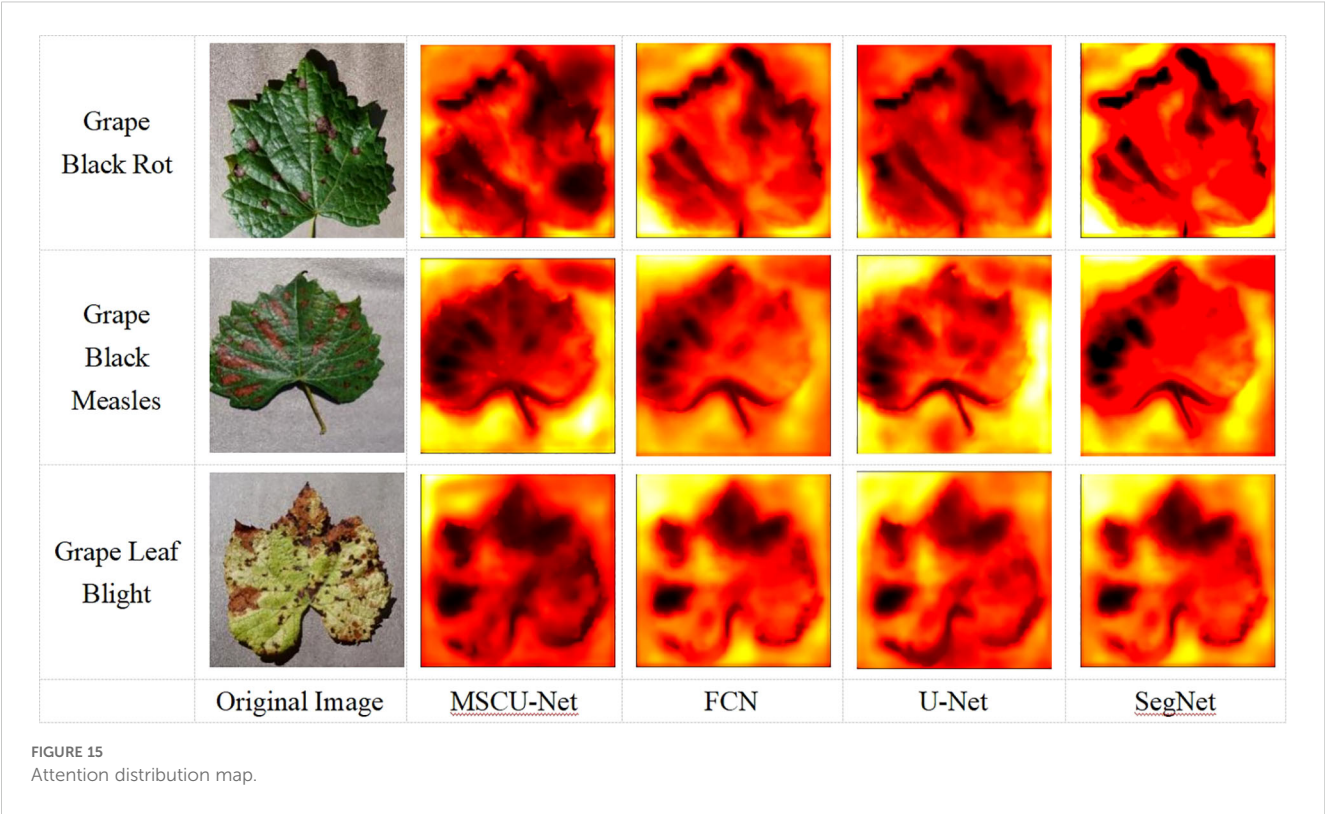 Grape
Black Rot
Grape
Black
Measles
Grape Leaf
Blight
Original Image
MSCU-Net
FCN
U-Net
SegNet
FIGURE 15
Attention distribution map.